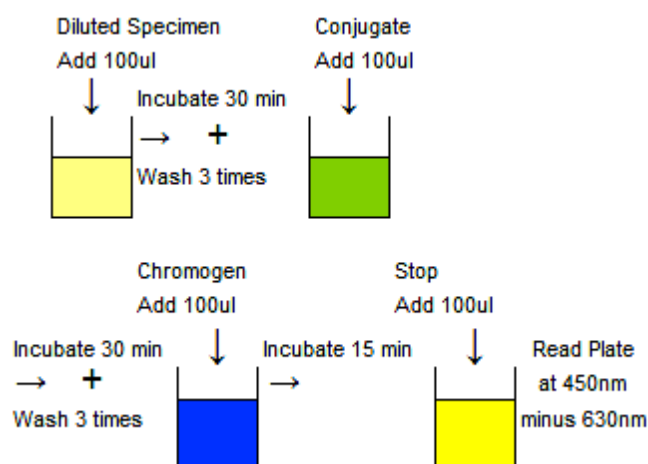 Diluted Specimen
Add 100ul
↓
Incubate 30 min
→ +
Wash 3 times
Conjugate
Add 100ul
↓
Incubate 30 min
→ +
Wash 3 times
Chromogen
Add 100ul
↓
Incubate 15 min
→
Stop
Add 100ul
↓
Read Plate
at 450nm
minus 630nm